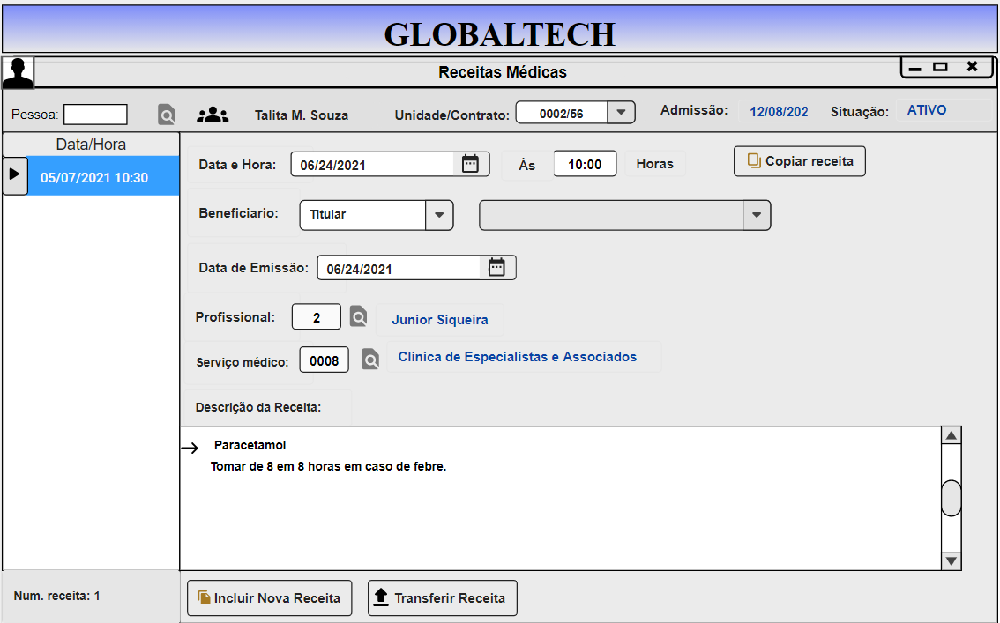 GLOBALTECH
Receitas Médicas
Pessoa: Talita M. Souza Unidade/Contrato: 0002/56 Admissão: 12/08/202 Situação: ATIVO
Data/Hora
05/07/2021 10:30
Data e Hora: 06/24/2021 Às 10:00 Horas Copiar receita
Beneficiario: Titular
Data de Emissão: 06/24/2021
Profissional: 2 Junior Siqueira
Serviço médico: 0008 Clinica de Especialistas e Associados
Descrição da Receita:
Paracetamol
Tomar de 8 em 8 horas em caso de febre.
Num. receita: 1 Incluir Nova Receita Transferir Receita